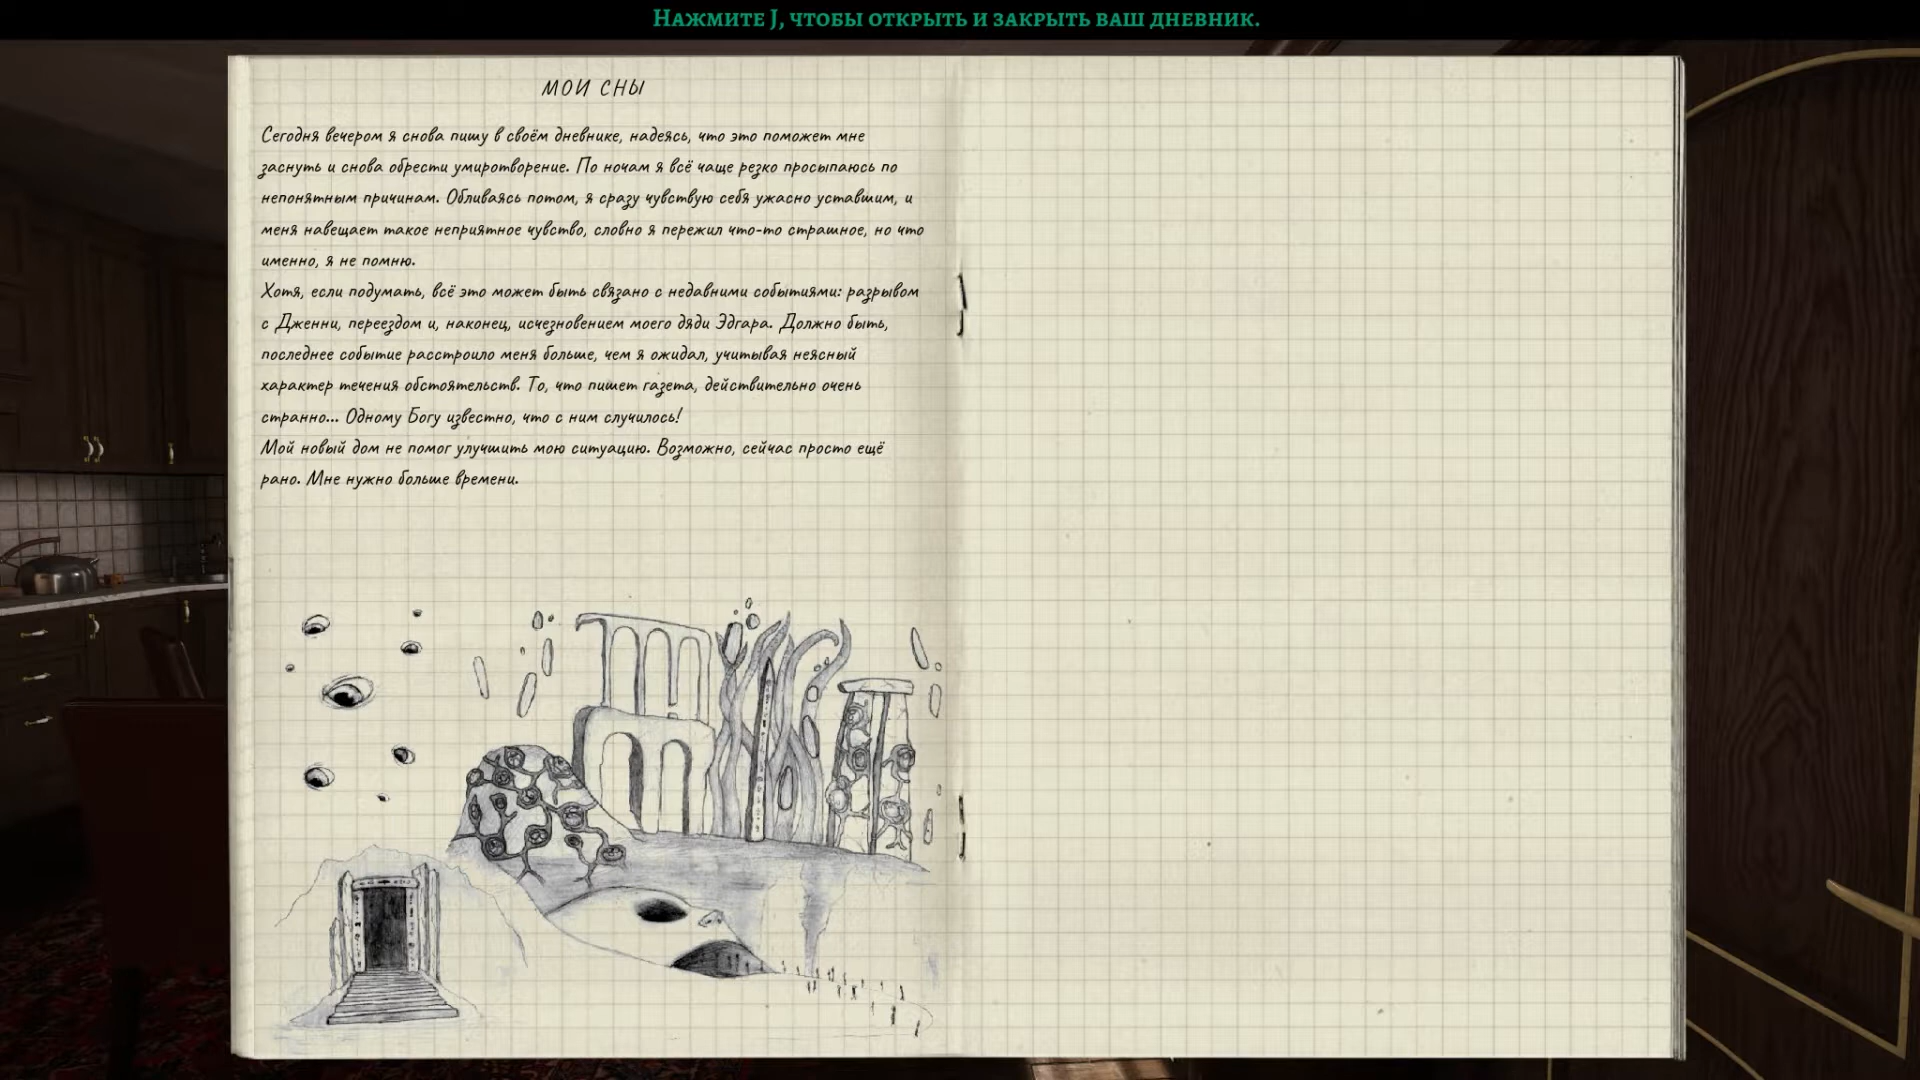 Нажмите J, чтобы открыть и закрыть ваш дневник.
МОИ СНЫ
Сегодня вечером я снова пишу в своём дневнике, надеясь, что это поможет мне
заснуть и снова обрести умиротворение. По ночам я всё чаще резко просыпаюсь по
непонятным причинам. Обливаясь потом, я сразу чувствую себя ужасно уставшим, и
меня навещает такое неприятное чувство, словно я пережил что-то страшное, но что
именно, я не помню.
Хотя, если подумать, всё это может быть связано с недавними событиями: разрывом
с Дженни, переездом и, наконец, исчезновением моего дяди Эдгара. Должно быть,
последнее событие расстроило меня больше, чем я ожидал, учитывая неясный
характер течения обстоятельств. То, что пишет газета, действительно очень
странно... Одному Богу известно, что с ним случилось!
Мой новый дом не помог улучшить мою ситуацию. Возможно, сейчас просто ещё
рано. Мне нужно больше времени.